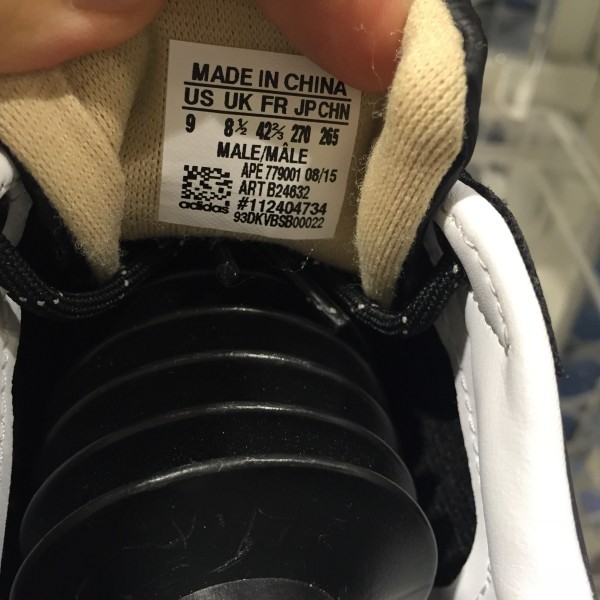 MADE IN CHINA
US UK FR JP CHN
9 8½ 42⅔ 270 265
MALE/MÂLE
APE 779001 08/15
ART B24632
adidas #112404734
93DKVBSB00022